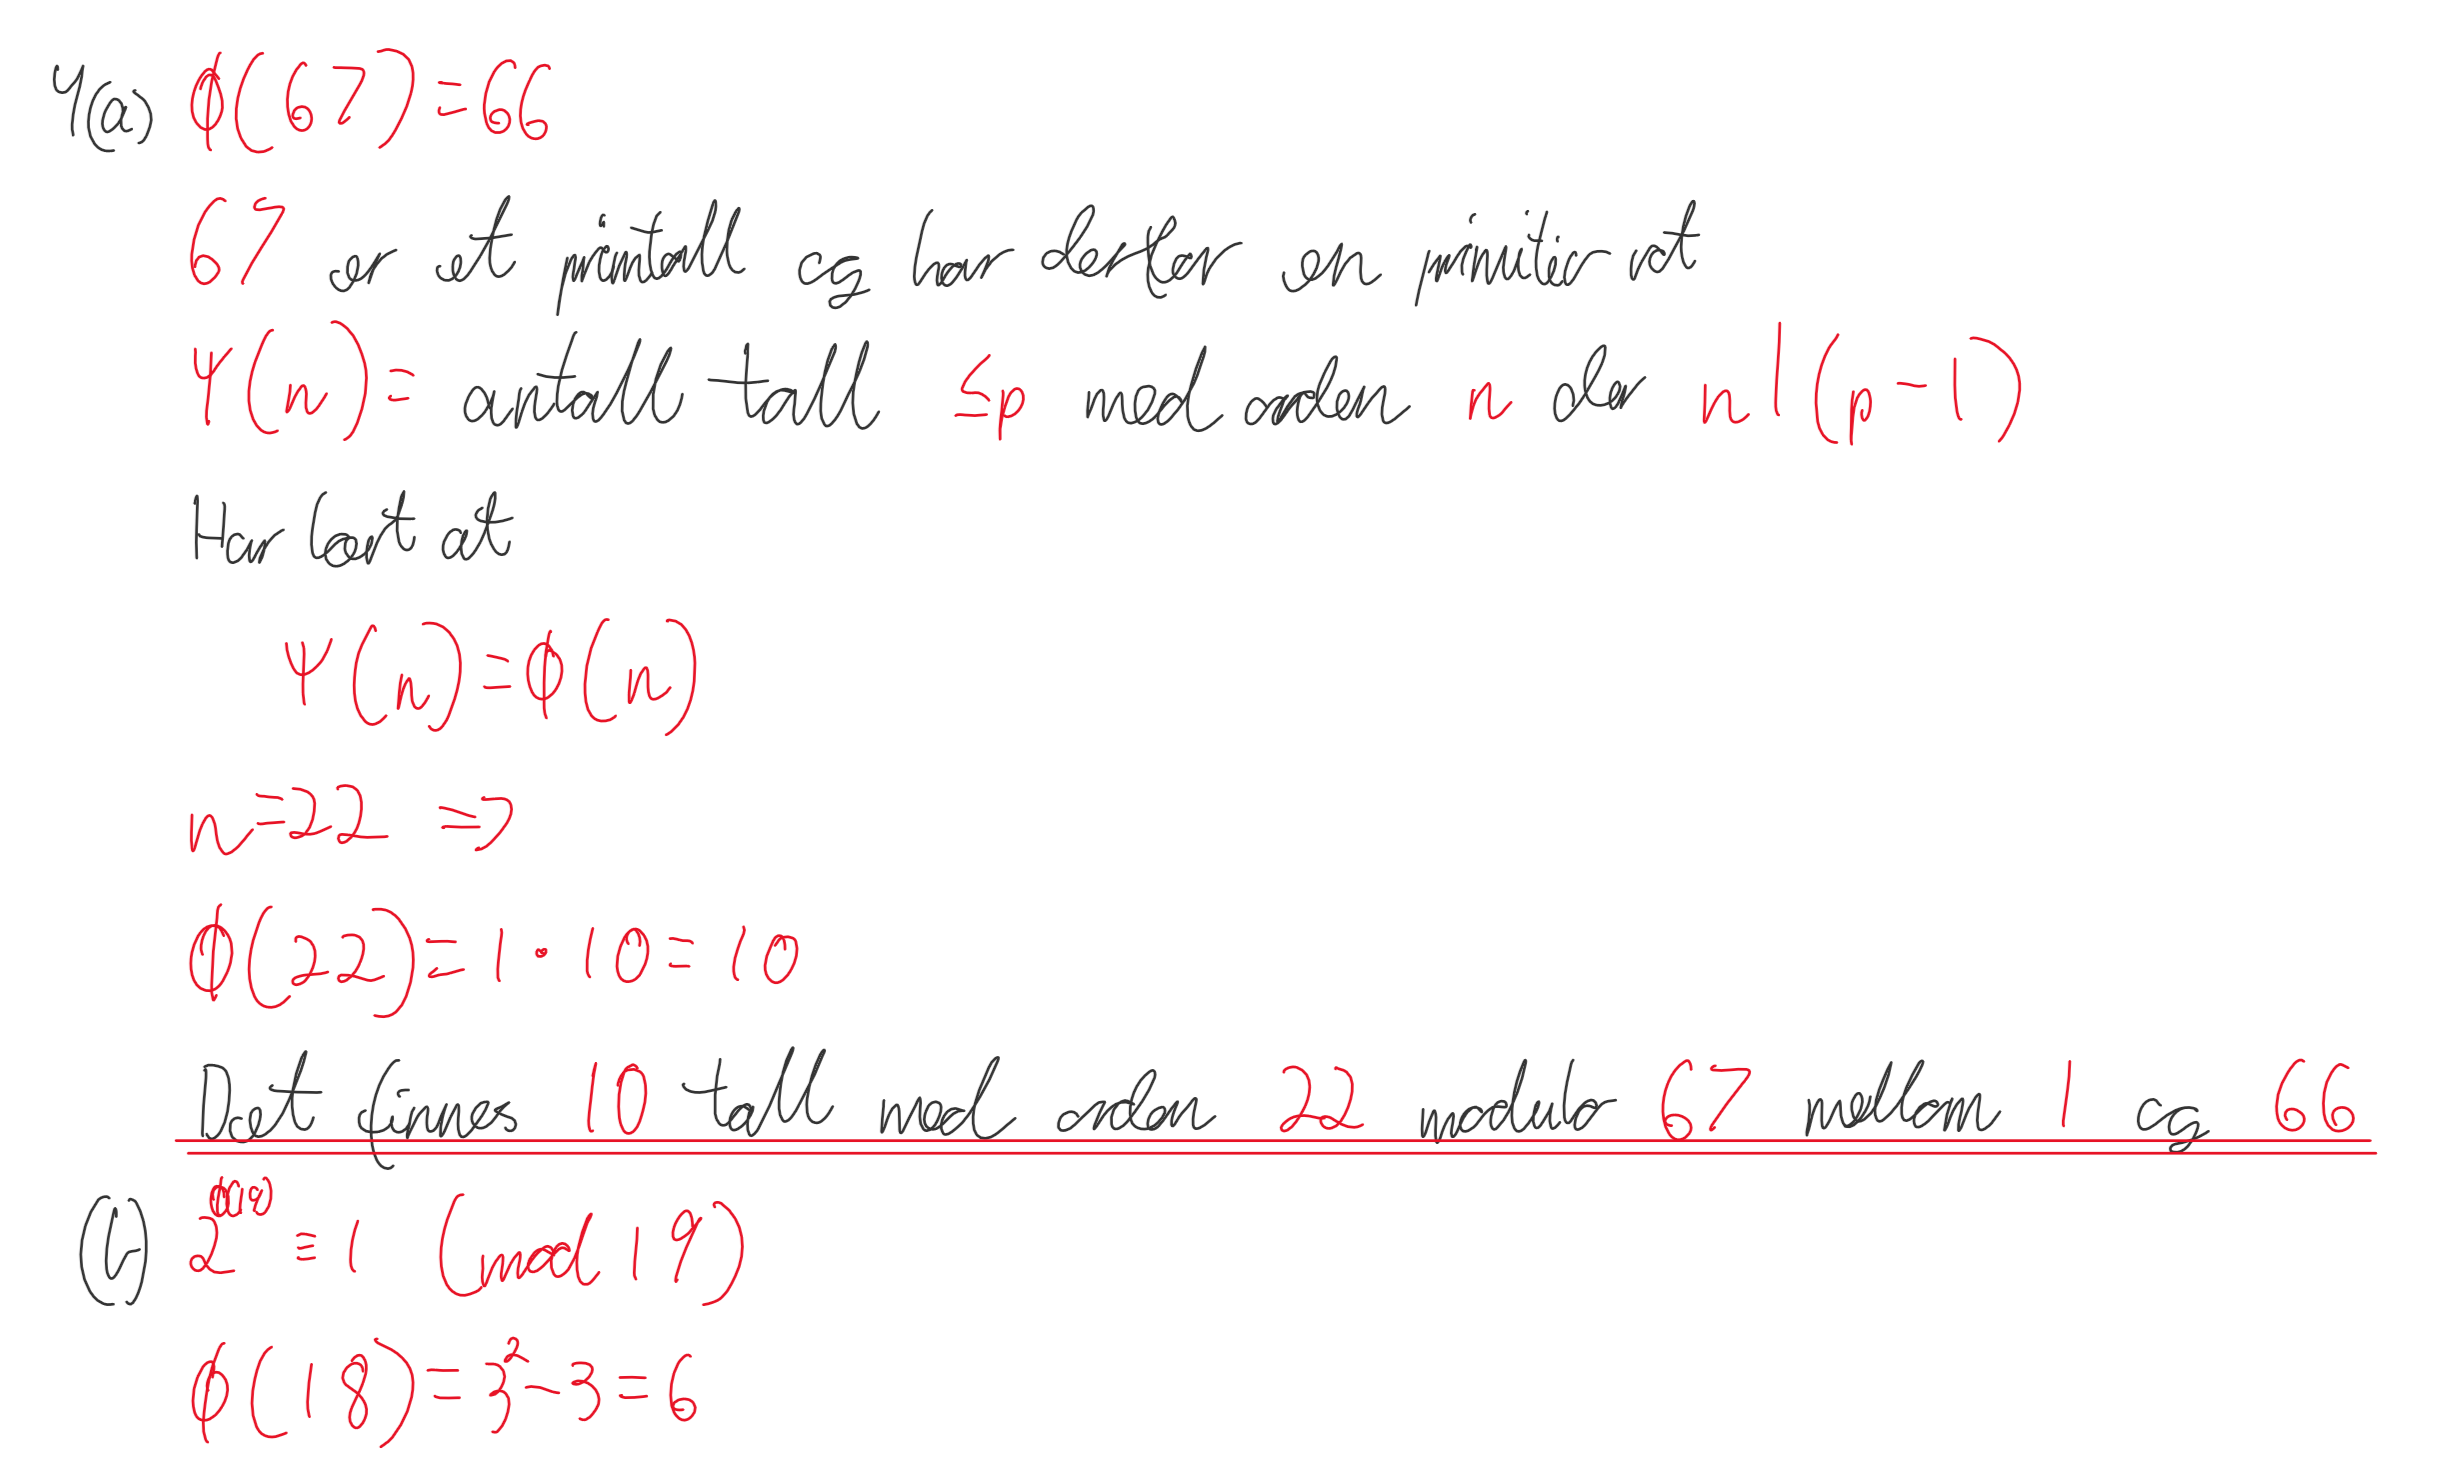 4(a) ϕ(67)=66
67 er et primtall og har derfor en primitiv rot
Ψ(n)= antall tall ≤p med orden n der n|(p-1)
Har lært at
Ψ(n)=ϕ(n)
n=22 =>
ϕ(22)=1·10=10
Det finnes 10 tall med orden 22 modulo 67 mellom 1 og 66
(b) 2^ϕ(19) ≡ 1 (mod 19)
ϕ(18)=3²-3=6